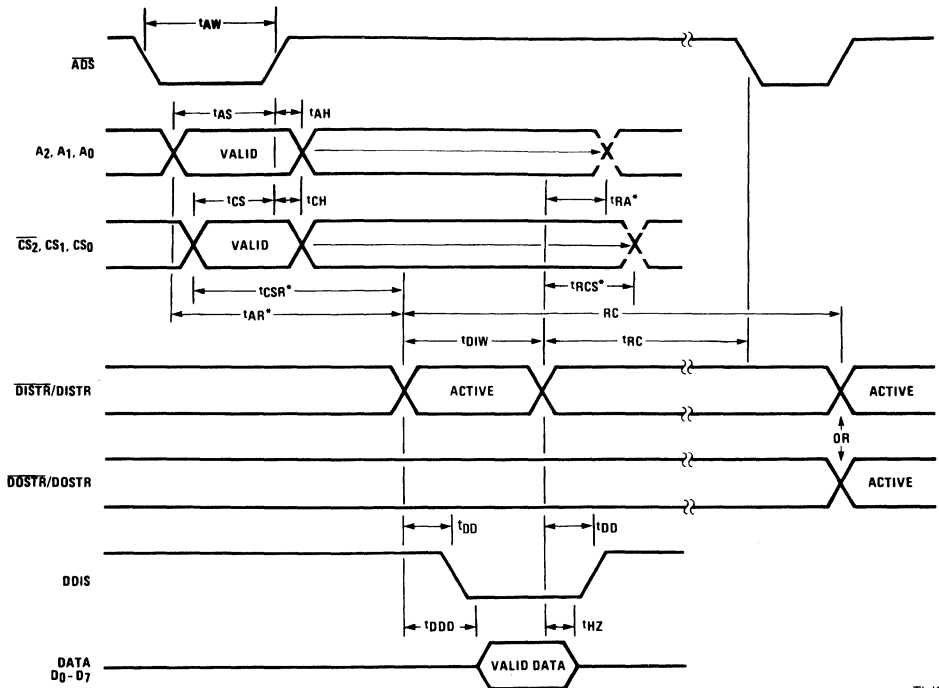 tAW
ADS
tAS tAH
A2, A1, A0 VALID
tCS tCH tRA*
CS2, CS1, CS0 VALID
tCSR* tRCS*
tAR* RC
tDIW tRC
DISTR/DISTR ACTIVE ACTIVE
OR
DOSTR/DOSTR ACTIVE
tDD tDD
DDIS
tDDD tHZ
DATA
D0-D7 VALID DATA